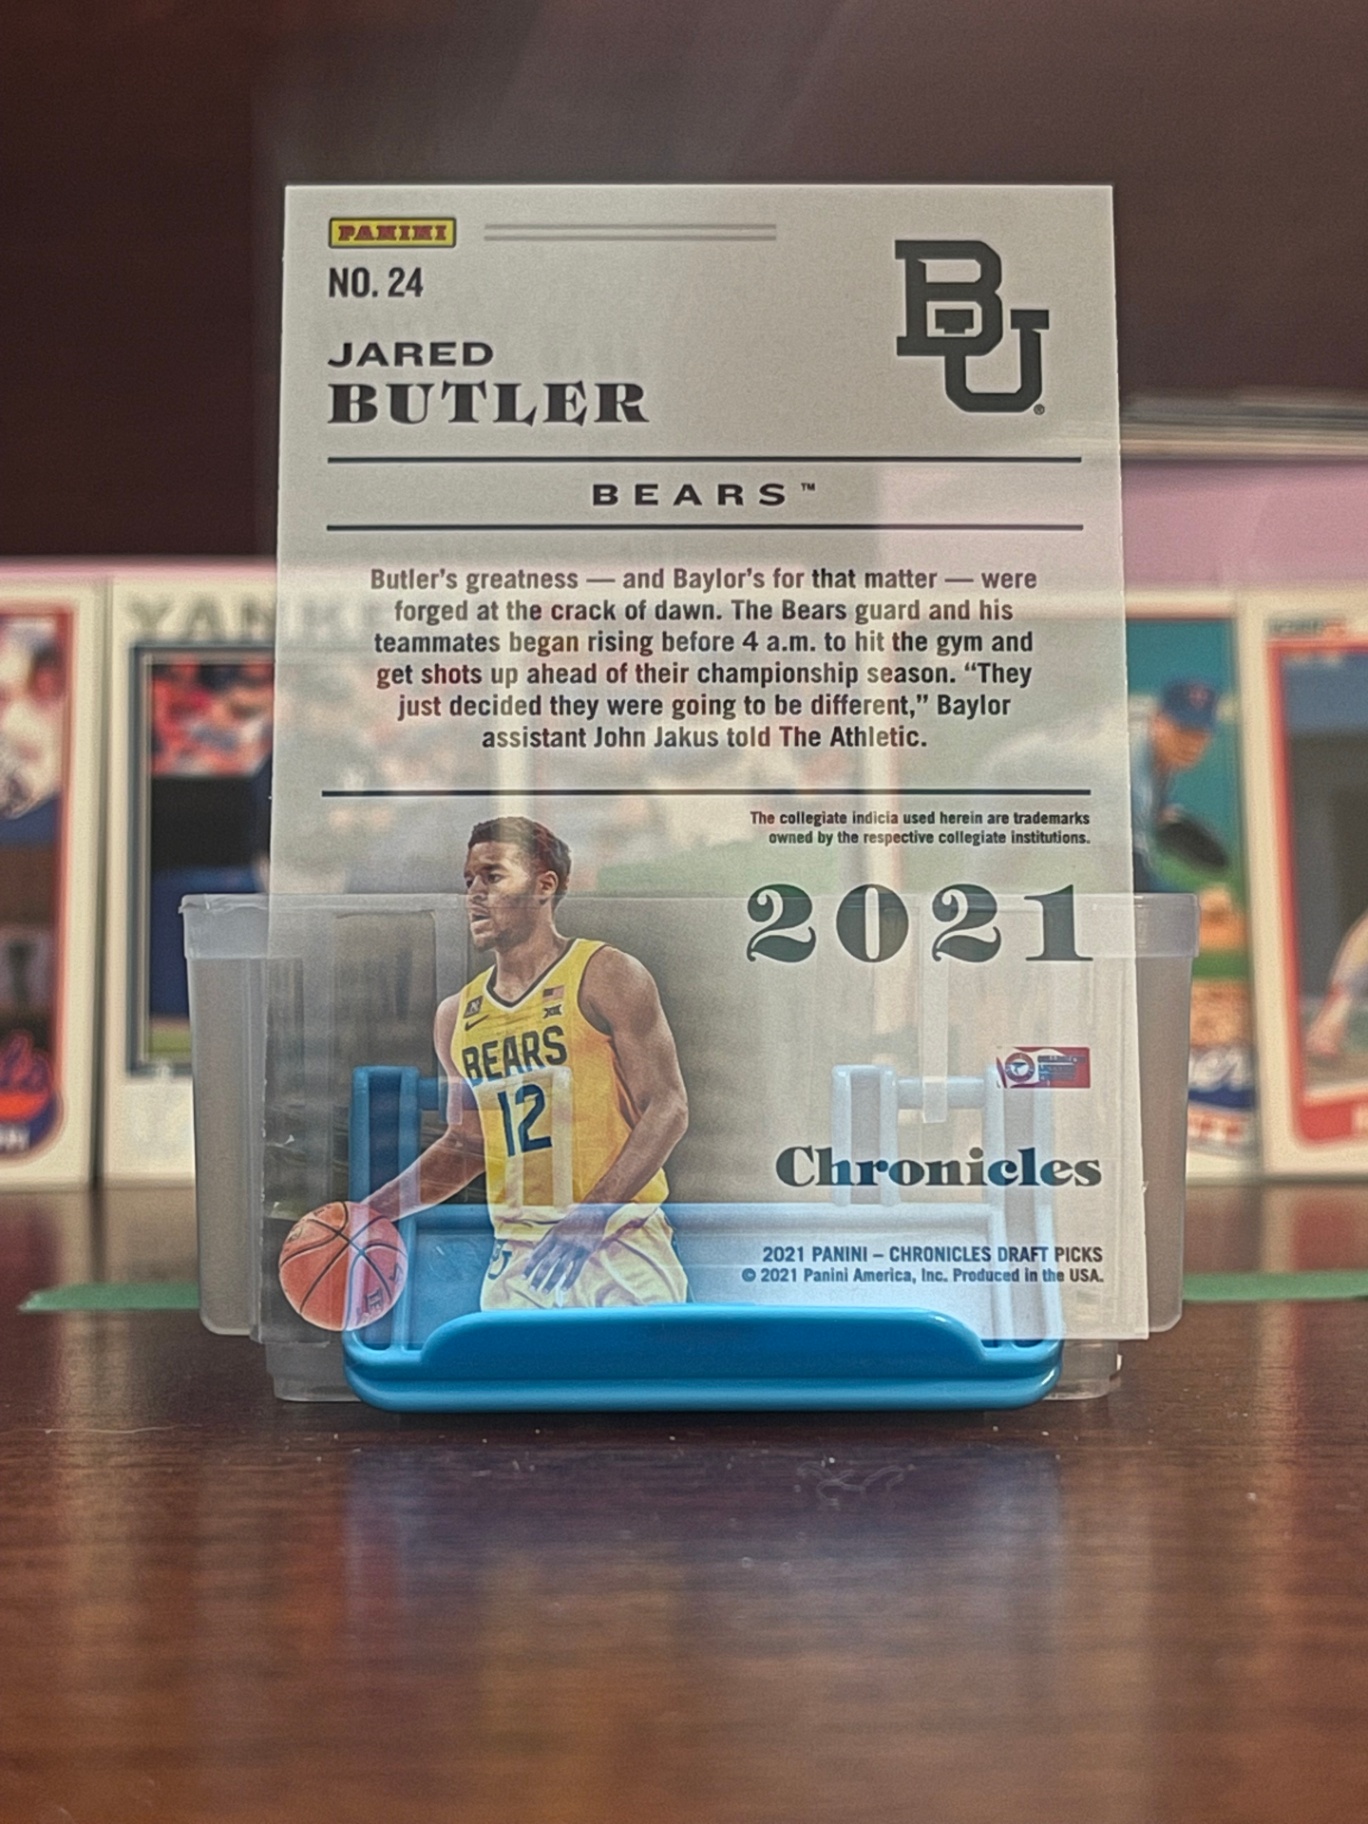 PANINI
NO. 24
JARED
BUTLER
BU®
BEARS™
Butler's greatness — and Baylor's for that matter — were
forged at the crack of dawn. The Bears guard and his
teammates began rising before 4 a.m. to hit the gym and
get shots up ahead of their championship season. “They
just decided they were going to be different,” Baylor
assistant John Jakus told The Athletic.
The collegiate indicia used herein are trademarks
owned by the respective collegiate institutions.
2021
BEARS
12
Chronicles
2021 PANINI – CHRONICLES DRAFT PICKS
© 2021 Panini America, Inc. Produced in the USA.